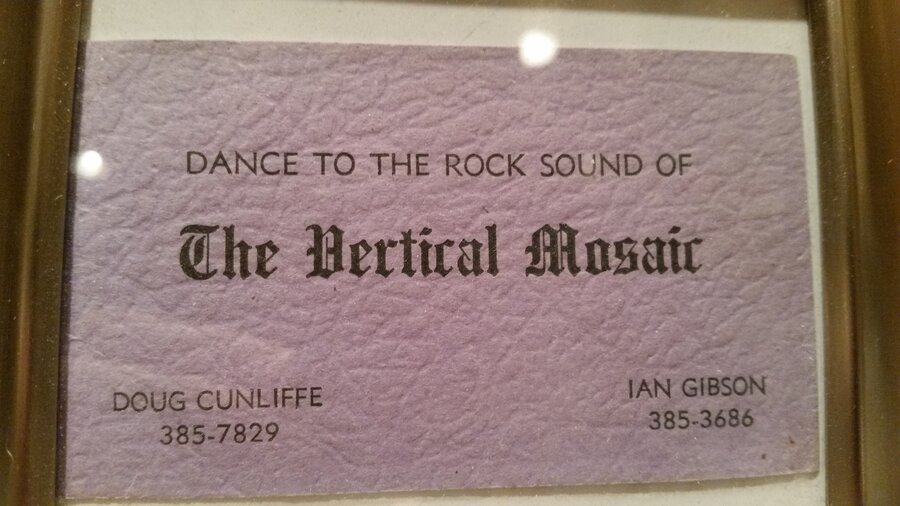 DANCE TO THE ROCK SOUND OF
The Vertical Mosaic
DOUG CUNLIFFE
385-7829
IAN GIBSON
385-3686